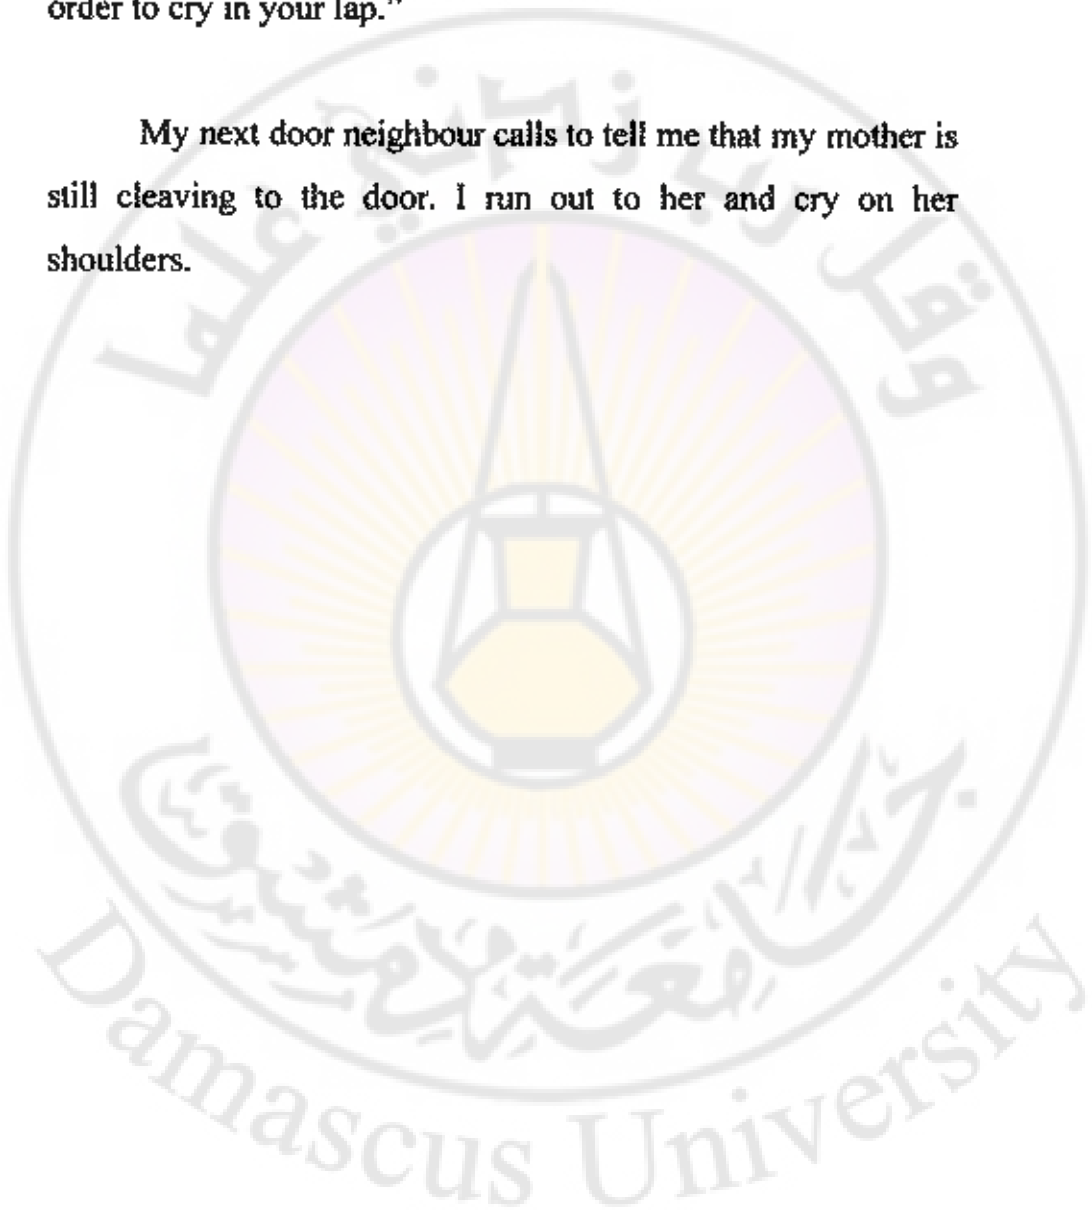 order to cry in your lap."
My next door neighbour calls to tell me that my mother is
still cleaving to the door. I run out to her and cry on her
shoulders.
وقل رب زدني علما
جامعة دمشق
Damascus University